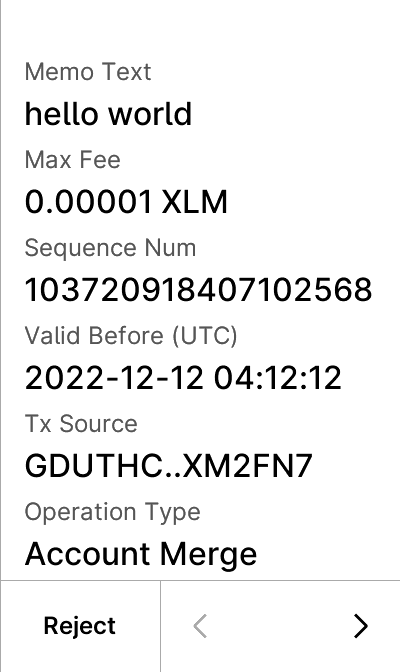 Memo Text
hello world
Max Fee
0.00001 XLM
Sequence Num
103720918407102568
Valid Before (UTC)
2022-12-12 04:12:12
Tx Source
GDUTHC..XM2FN7
Operation Type
Account Merge
Reject